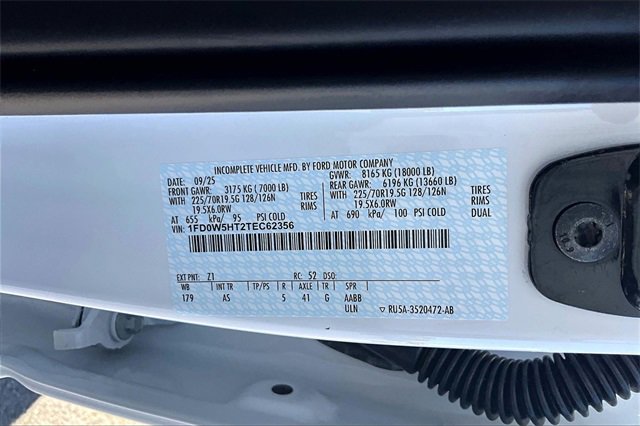 INCOMPLETE VEHICLE MFD. BY FORD MOTOR COMPANY
DATE: 09/25 GVWR: 8165 KG (18000 LB)
FRONT GAWR: 3175 KG ( 7000 LB) REAR GAWR: 6196 KG (13660 LB)
WITH 225/70R19.5G 128/126N TIRES WITH 225/70R19.5G 128/126N TIRES
19.5X6.0RW RIMS 19.5X6.0RW RIMS
AT 655 kPa/ 95 PSI COLD AT 690 kPa/ 100 PSI COLD DUAL
VIN: 1FD0W5HT2TEC62356
EXT PNT: Z1 RC: 52 DSO:
WB INT TR TP/PS R AXLE TR SPR
179 AS 5 41 G AABB
ULN ▽ RUSA-3520472-AB